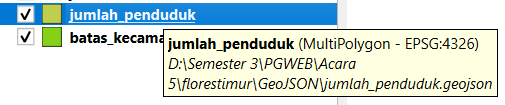 jumlah_penduduk
batas_kecama
jumlah_penduduk (MultiPolygon - EPSG:4326)
D:\Semester 3\PGWEB\Acara
5\florestimur\GeoJSON\jumlah_penduduk.geojson